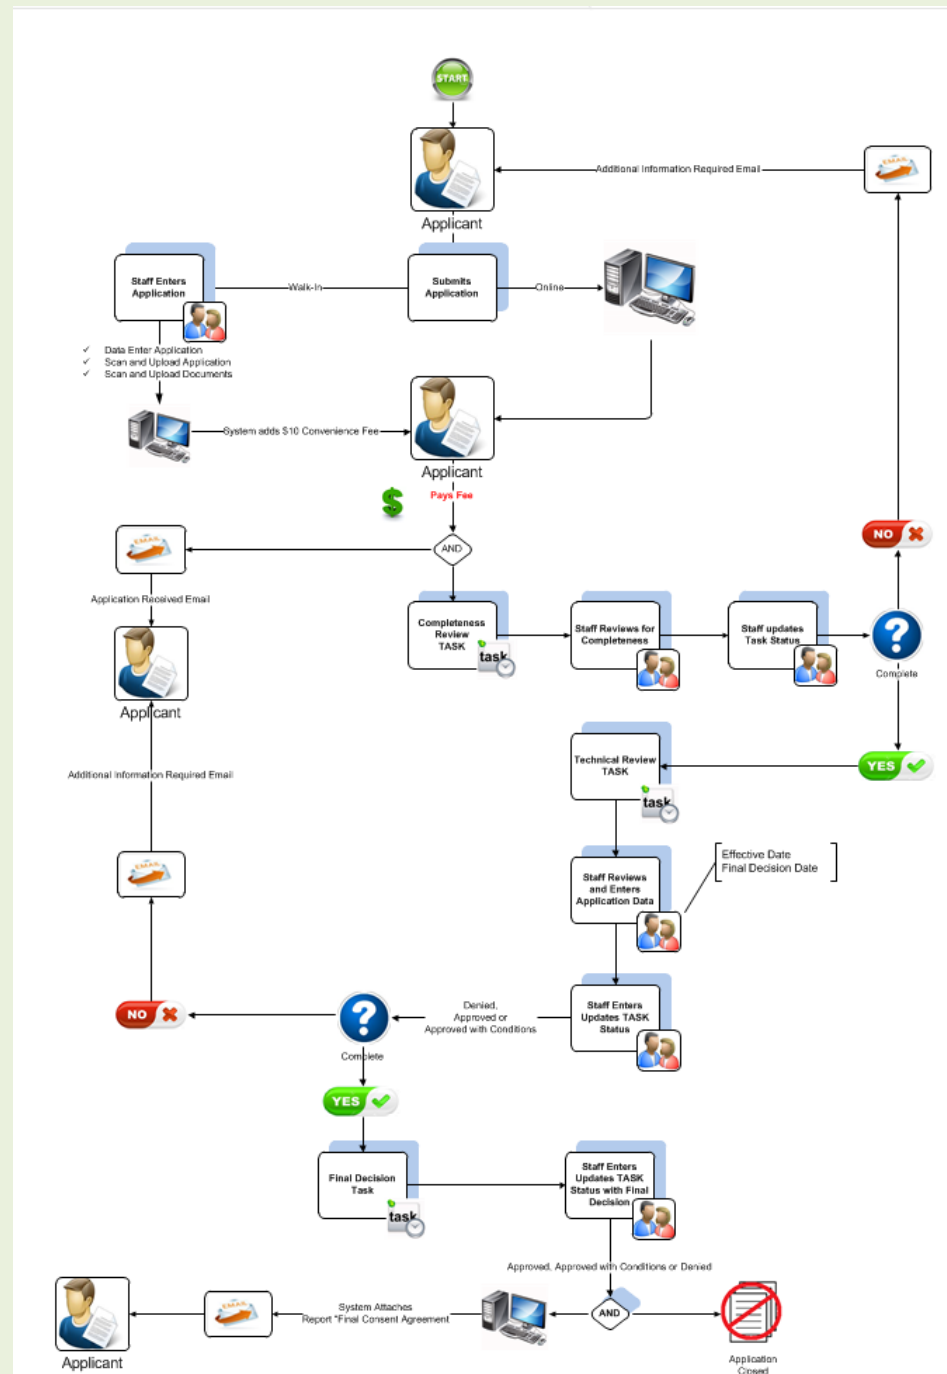 START
Additional Information Required Email
EMAIL
Applicant
Staff Enters
Application
Walk-In
Submits
Application
Online
✓ Data Enter Application
✓ Scan and Upload Application
✓ Scan and Upload Documents
System adds $10 Convenience Fee
Applicant
$
Pays Fee
NO
EMAIL
AND
Application Received Email
Completeness
Review
TASK
task
Staff Reviews for
Completeness
Staff updates
Task Status
?
Complete
Applicant
YES
Technical Review
TASK
task
Additional Information Required Email
EMAIL
Staff Reviews
and Enters
Application Data
Effective Date
Final Decision Date
NO
?
Complete
Denied,
Approved or
Approved with Conditions
Staff Enters
Updates TASK
Status
YES
Final Decision
Task
task
Staff Enters
Updates TASK
Status with Final
Decision
Approved, Approved with Conditions or Denied
Applicant
EMAIL
System Attaches
Report "Final Consent Agreement
AND
Application
Closed